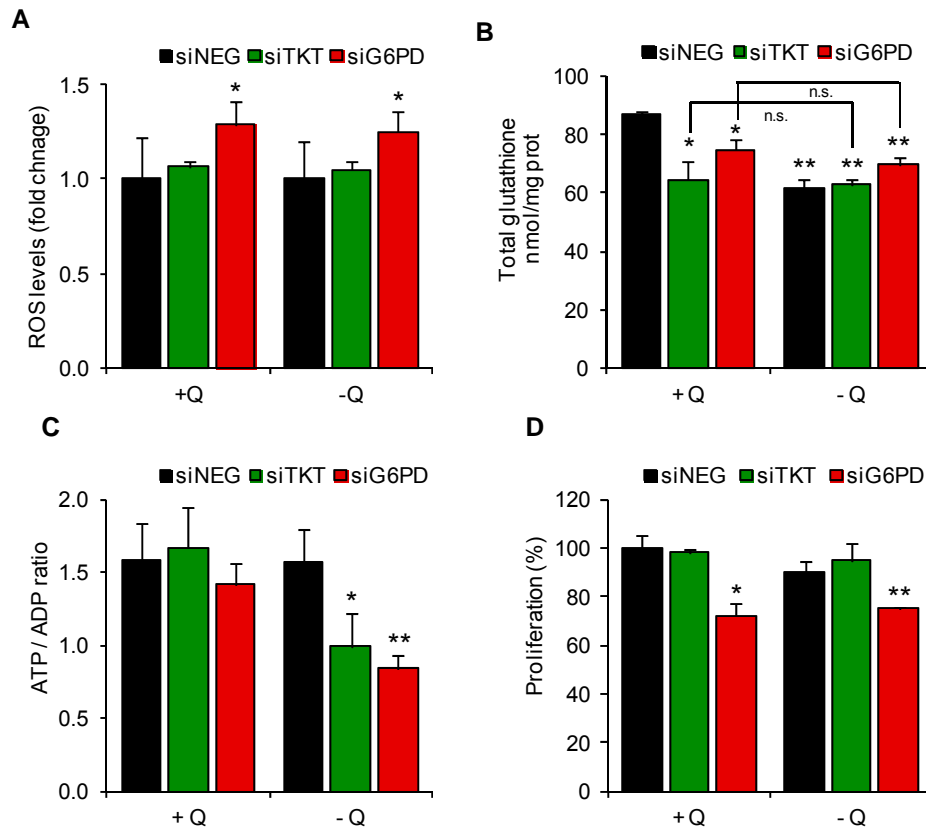 A
siNEG siTKT siG6PD
ROS levels (fold chnage)
1.5
1.0
0.5
0.0
* *
+Q -Q
B
siNEG siTKT siG6PD
Total glutathione
nmol/mg prot
100
80
60
40
20
0
n.s.
n.s.
* * ** ** **
+ Q - Q
C
siNEG siTKT siG6PD
ATP / ADP ratio
2.0
1.5
1.0
0.5
0.0
* **
+ Q - Q
D
siNEG siTKT siG6PD
Proliferation (%)
120
100
80
60
40
20
0
* **
+ Q - Q